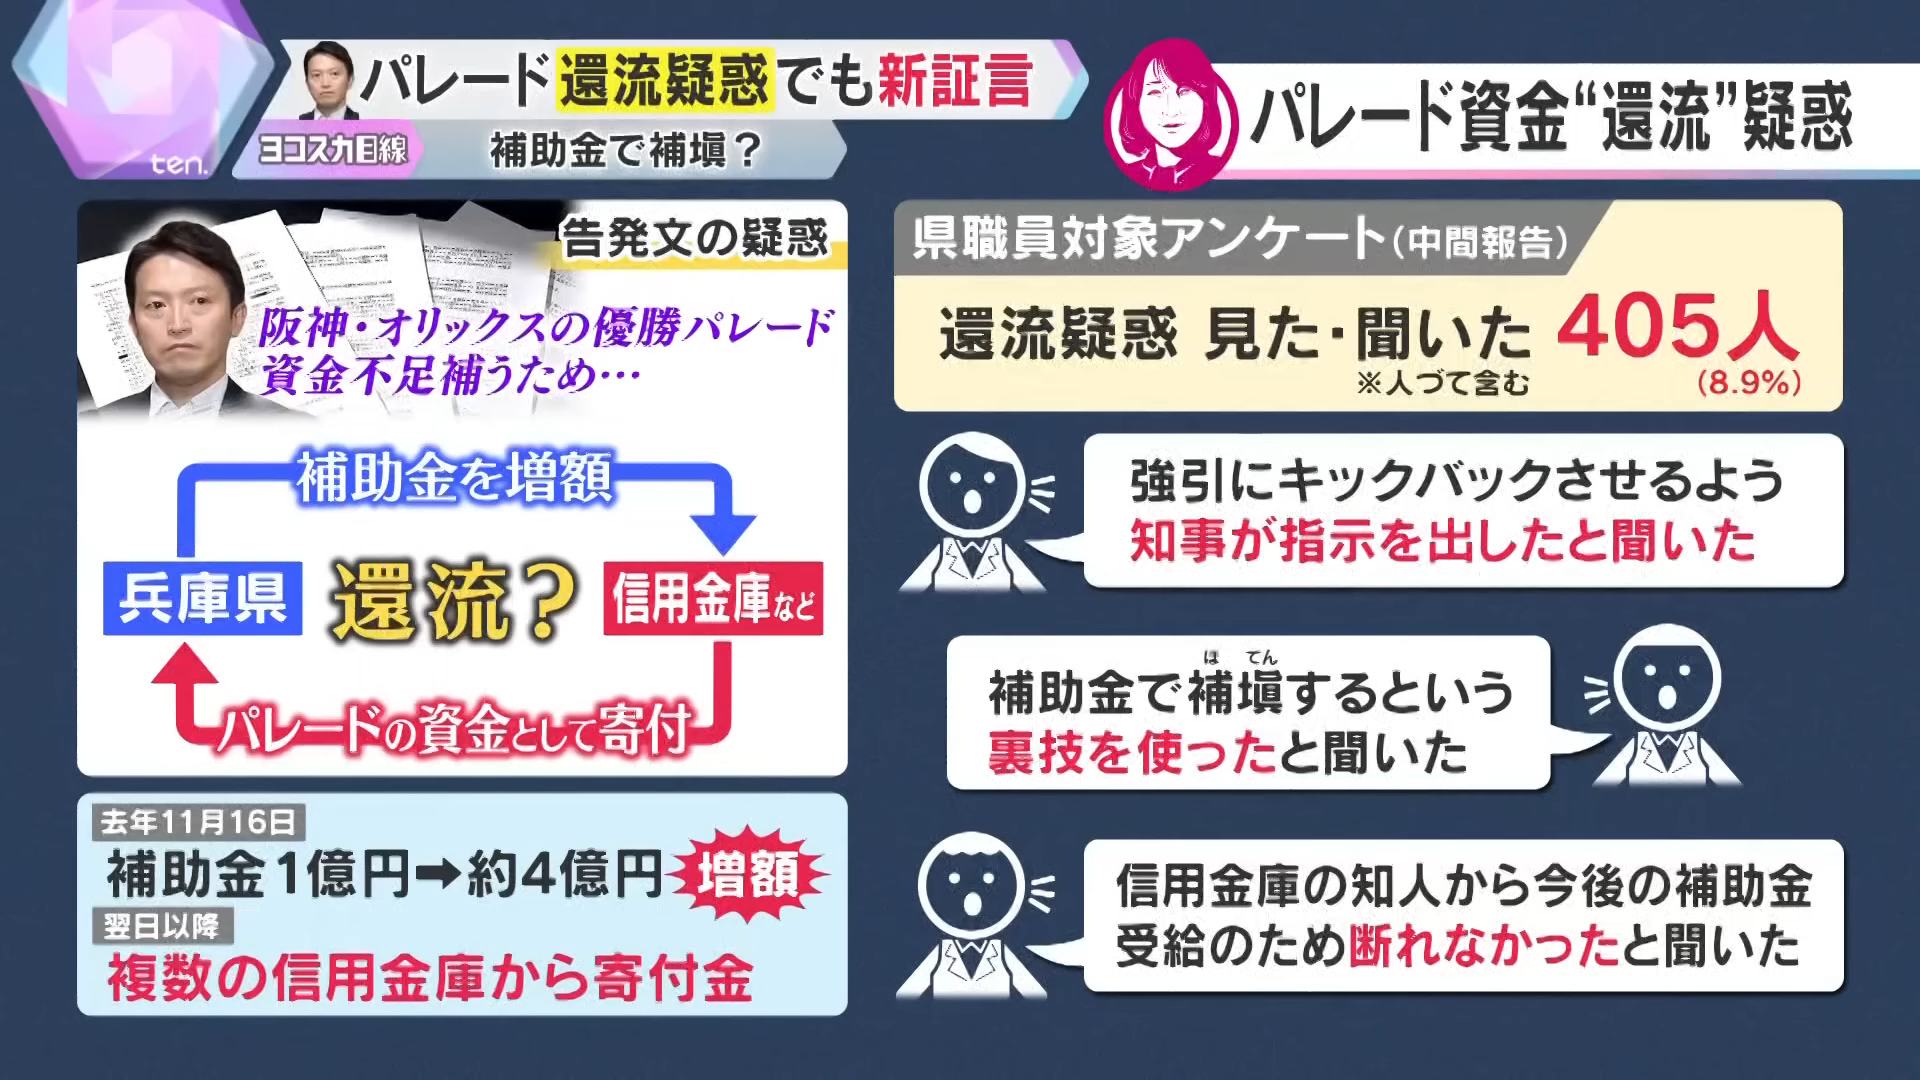 パレード還流疑惑でも新証言
ten.
ヨコスカ目線
補助金で補塡？
パレード資金“還流”疑惑
告発文の疑惑
阪神・オリックスの優勝パレード
資金不足補うため…
補助金を増額
兵庫県
還流？
信用金庫など
パレードの資金として寄付
去年11月16日
補助金1億円➡約4億円
増額
翌日以降
複数の信用金庫から寄付金
県職員対象アンケート(中間報告)
還流疑惑 見た・聞いた 405人
※人づて含む
(8.9%)
強引にキックバックさせるよう
知事が指示を出したと聞いた
ほ てん
補助金で補塡するという
裏技を使ったと聞いた
信用金庫の知人から今後の補助金
受給のため断れなかったと聞いた